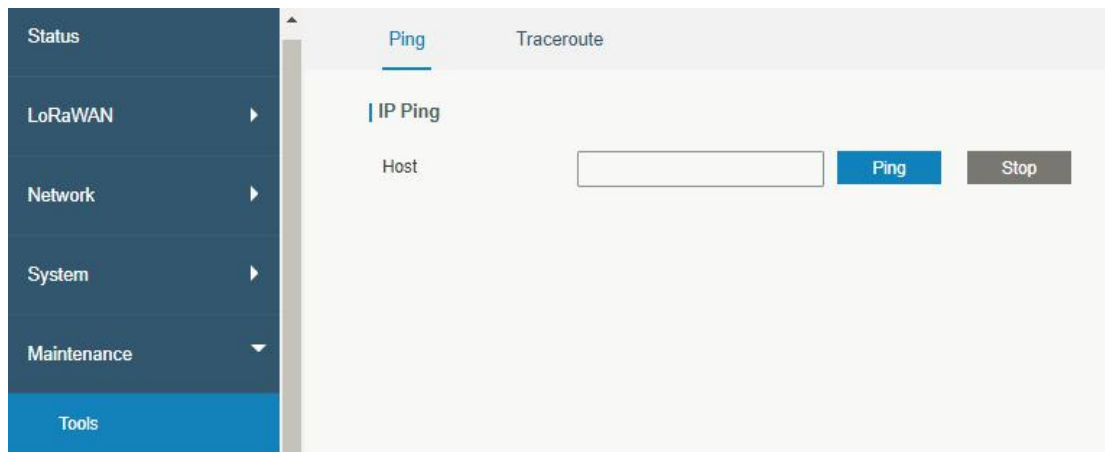 Status
LoRaWAN
Network
System
Maintenance
Tools
Ping Traceroute
IP Ping
Host Ping Stop